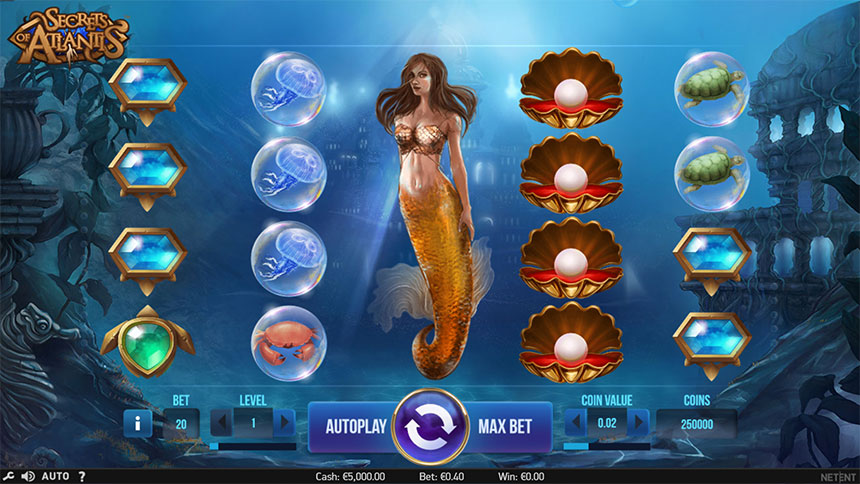 SECRETS
OF ATLANTIS
BET
LEVEL
COIN VALUE
COINS
i
20
1
AUTOPLAY
MAX BET
0.02
250000
AUTO ?
Cash: €5,000.00 Bet: €0.40 Win: €0.00
NETENT